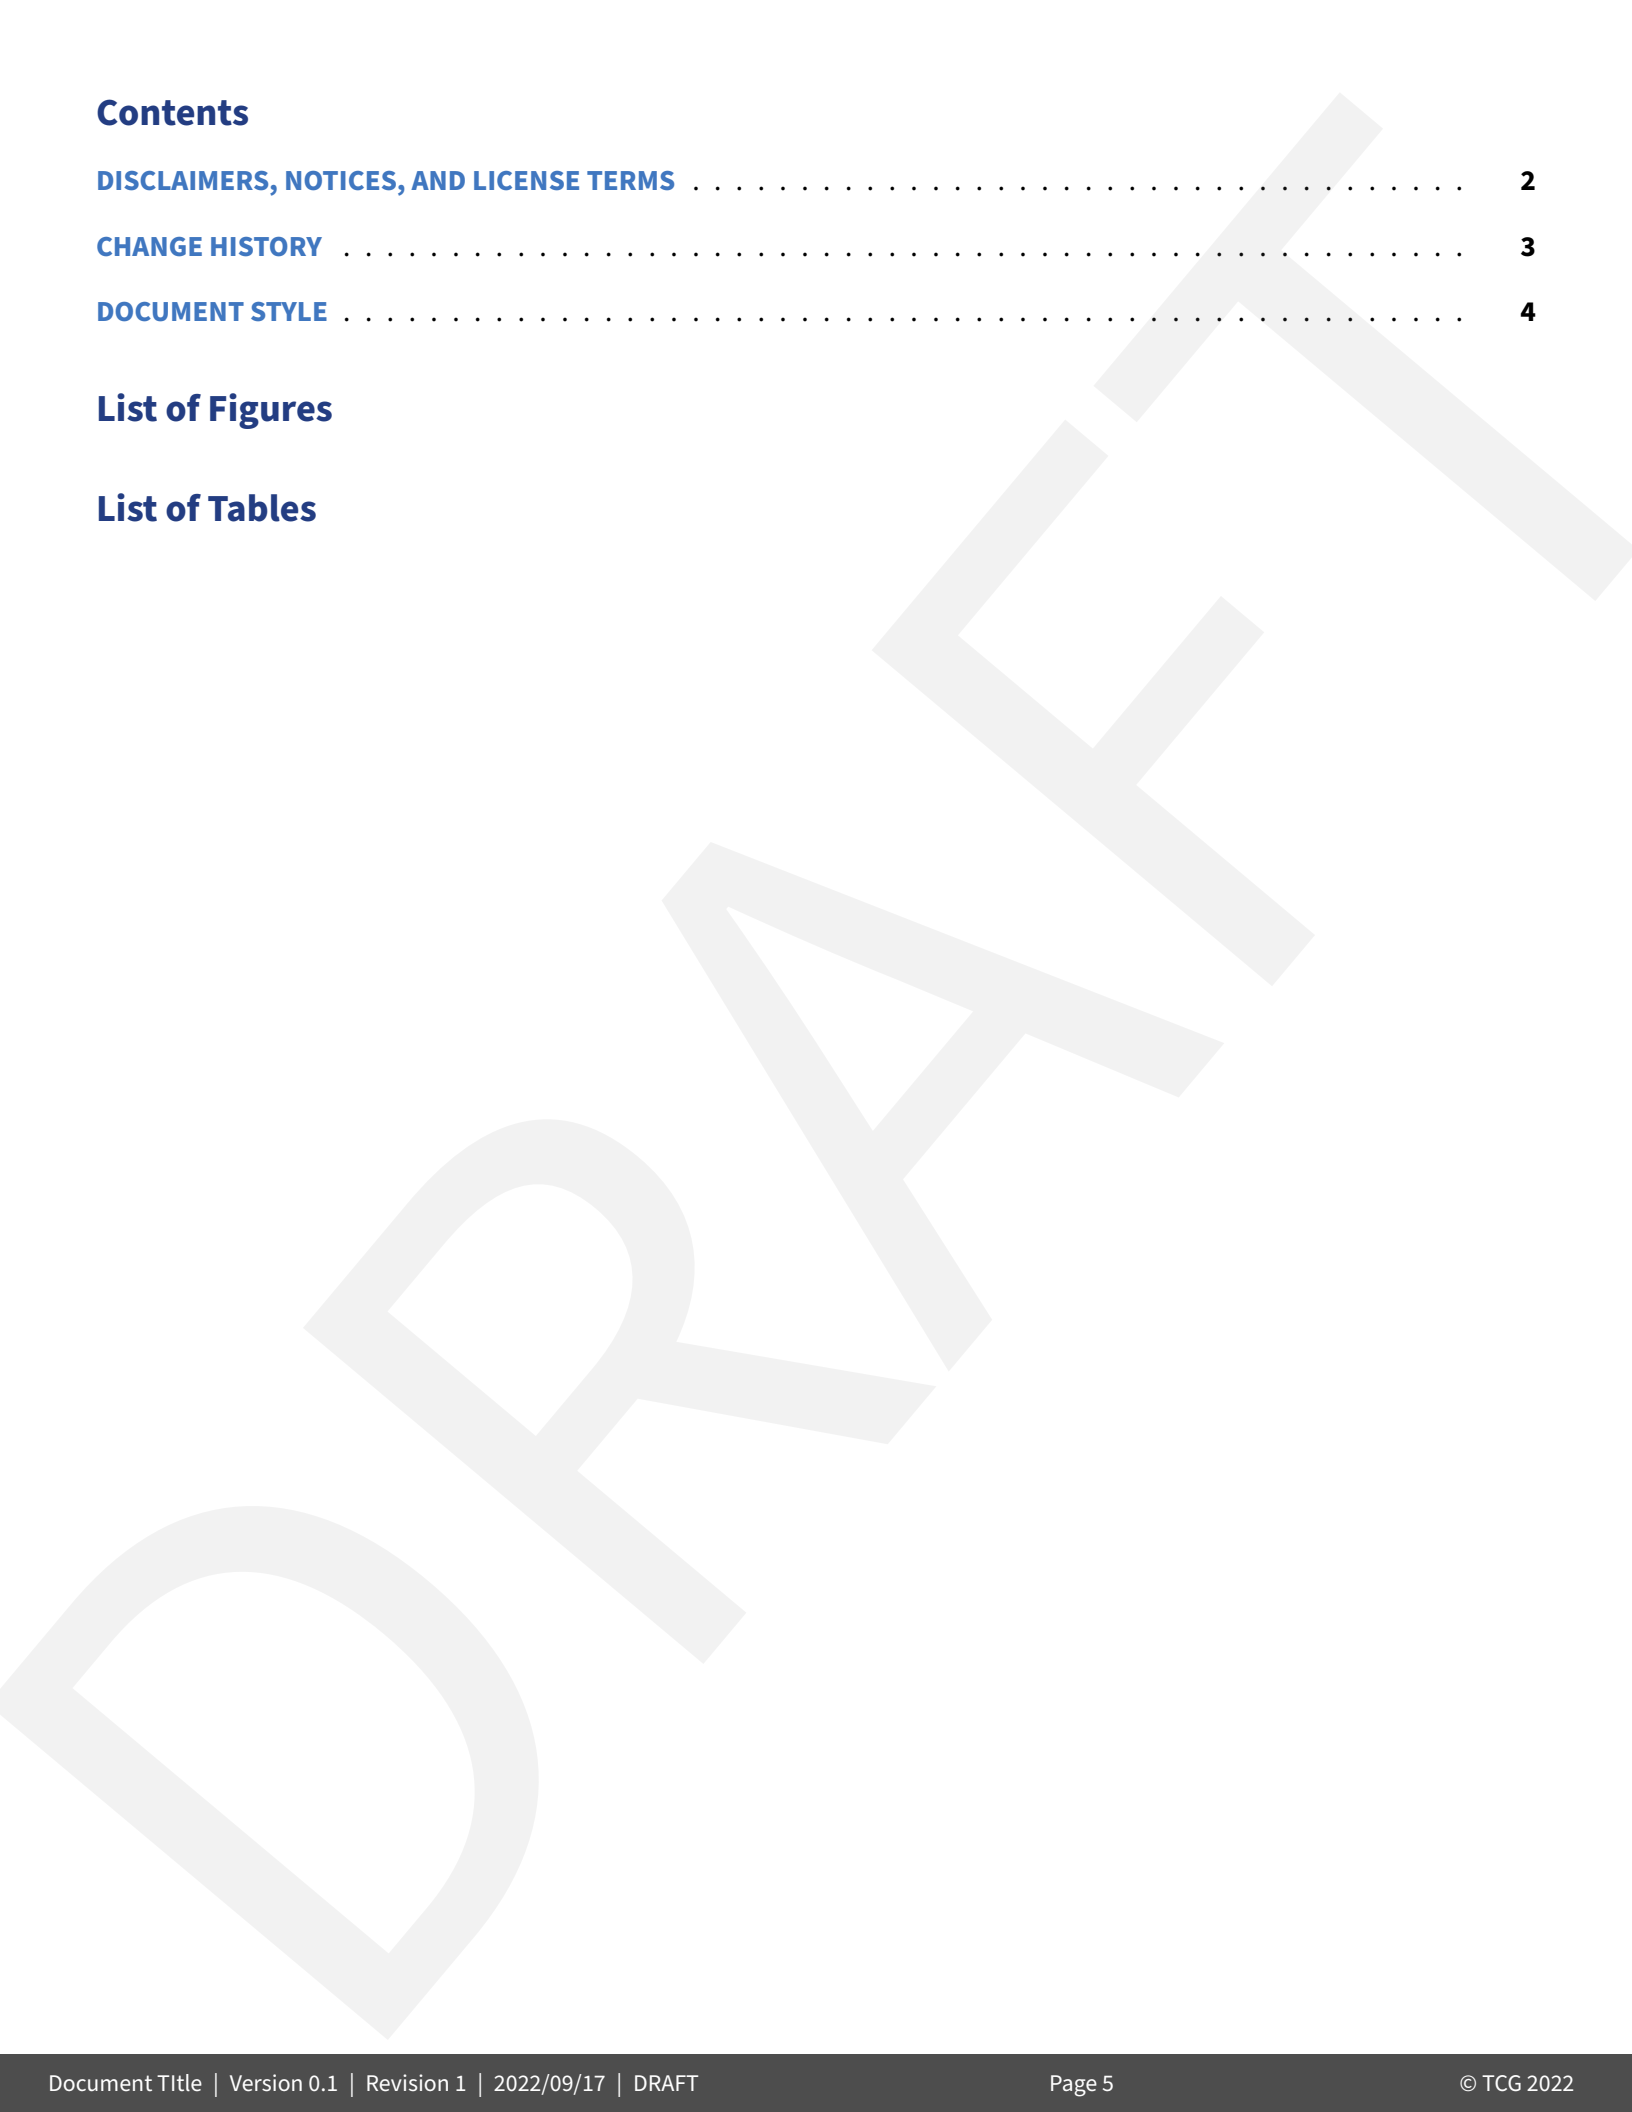 Contents
DISCLAIMERS, NOTICES, AND LICENSE TERMS . . . . . . . . . . . . . . . . . . . . . . . . . . . . . . . . . . . . 2
CHANGE HISTORY . . . . . . . . . . . . . . . . . . . . . . . . . . . . . . . . . . . . . . . . . . . . . . . . . . . . 3
DOCUMENT STYLE . . . . . . . . . . . . . . . . . . . . . . . . . . . . . . . . . . . . . . . . . . . . . . . . . . . . 4
List of Figures
List of Tables
DRAFT
Document TItle | Version 0.1 | Revision 1 | 2022/09/17 | DRAFT Page 5 © TCG 2022